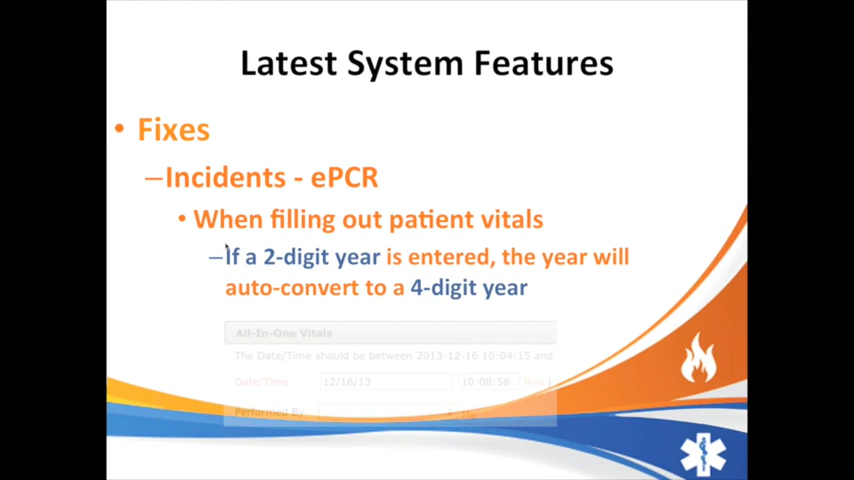 Latest System Features
• Fixes
–Incidents - ePCR
• When filling out patient vitals
–If a 2-digit year is entered, the year will
auto-convert to a 4-digit year
All-In-One Vitals
The Date/Time should be between 2013-12-16 10:04:15 and
Date/Time 12/16/13 10:08:58 Now
Performed By